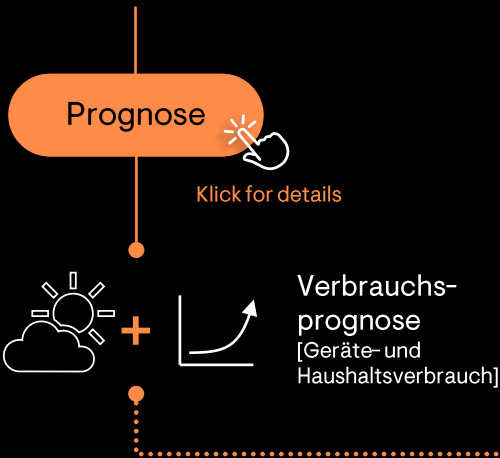 Prognose
Klick for details
Verbrauchs-
prognose
[Geräte- und
Haushaltsverbrauch]